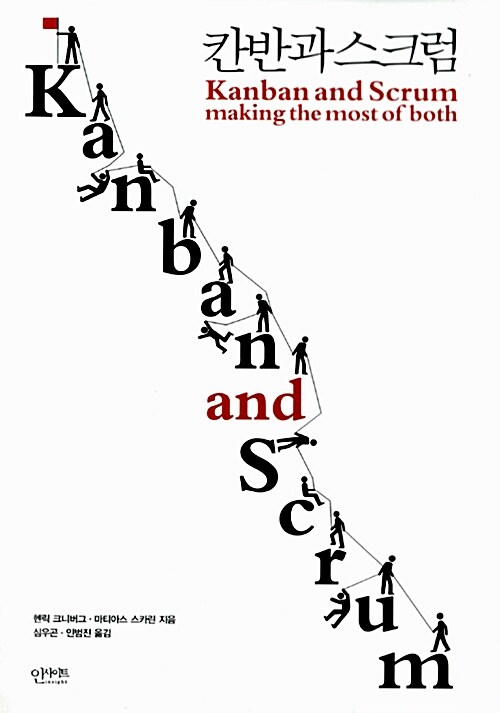 칸반과 스크럼
Kanban and Scrum
making the most of both
Kanban
and
Scrum
헨릭 크니버그 · 마티아스 스카린 지음
심우곤 · 인범진 옮김
인사이트
insight